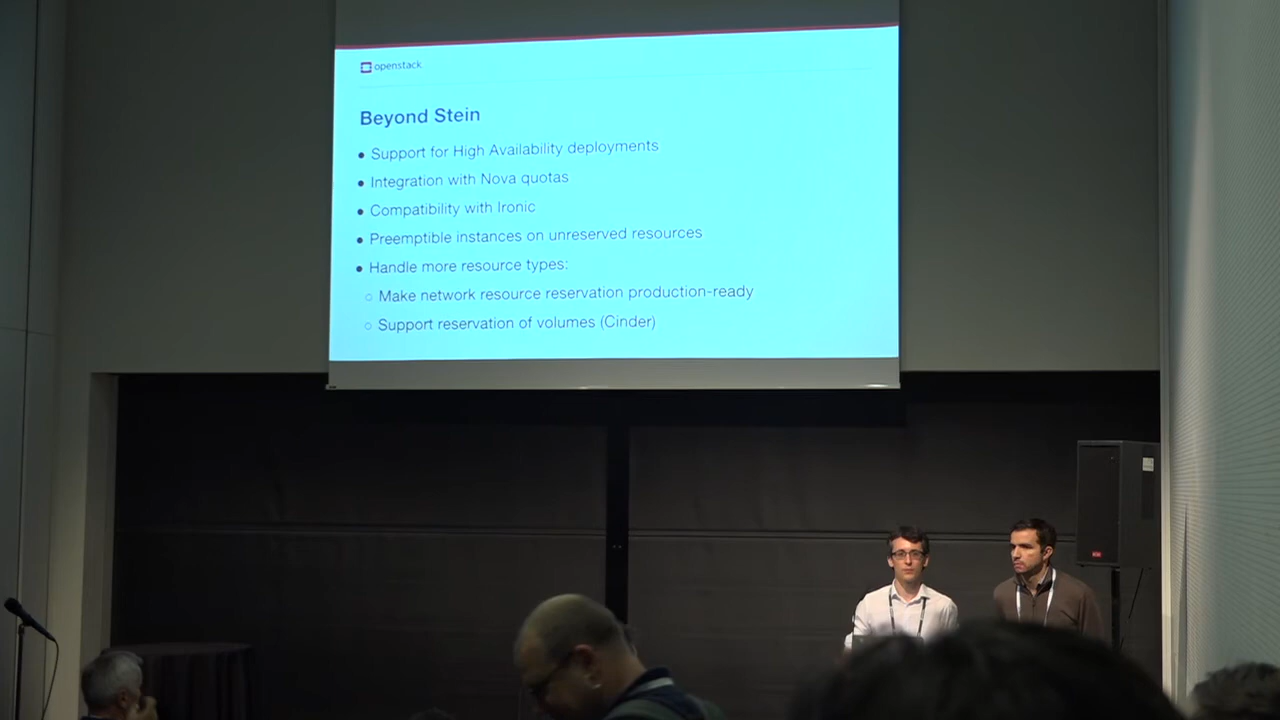 openstack.
Beyond Stein
● Support for High Availability deployments
● Integration with Nova quotas
● Compatibility with Ironic
● Preemptible instances on unreserved resources
● Handle more resource types:
○ Make network resource reservation production-ready
○ Support reservation of volumes (Cinder)